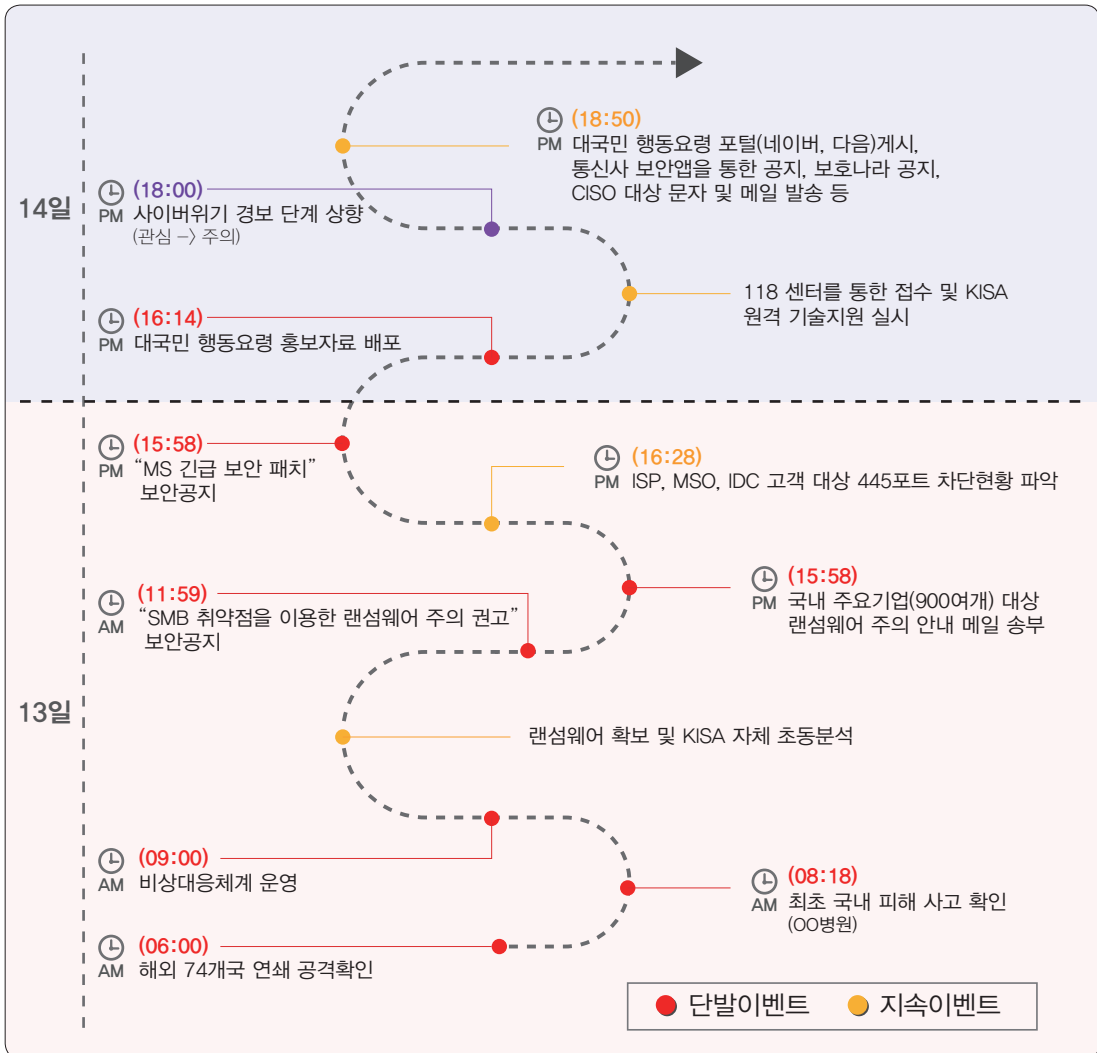 (18:50)
PM 대국민 행동요령 포털(네이버, 다음)게시,
통신사 보안앱을 통한 공지, 보호나라 공지,
CISO 대상 문자 및 메일 발송 등
14일
(18:00)
PM 사이버위기 경보 단계 상향
(관심 -> 주의)
118 센터를 통한 접수 및 KISA
원격 기술지원 실시
(16:14)
PM 대국민 행동요령 홍보자료 배포
(15:58)
PM “MS 긴급 보안 패치”
보안공지
(16:28)
PM ISP, MSO, IDC 고객 대상 445포트 차단현황 파악
(15:58)
PM 국내 주요기업(900여개) 대상
랜섬웨어 주의 안내 메일 송부
(11:59)
AM “SMB 취약점을 이용한 랜섬웨어 주의 권고”
보안공지
13일
랜섬웨어 확보 및 KISA 자체 초동분석
(09:00)
AM 비상대응체계 운영
(08:18)
AM 최초 국내 피해 사고 확인
(OO병원)
(06:00)
AM 해외 74개국 연쇄 공격확인
단발이벤트 지속이벤트